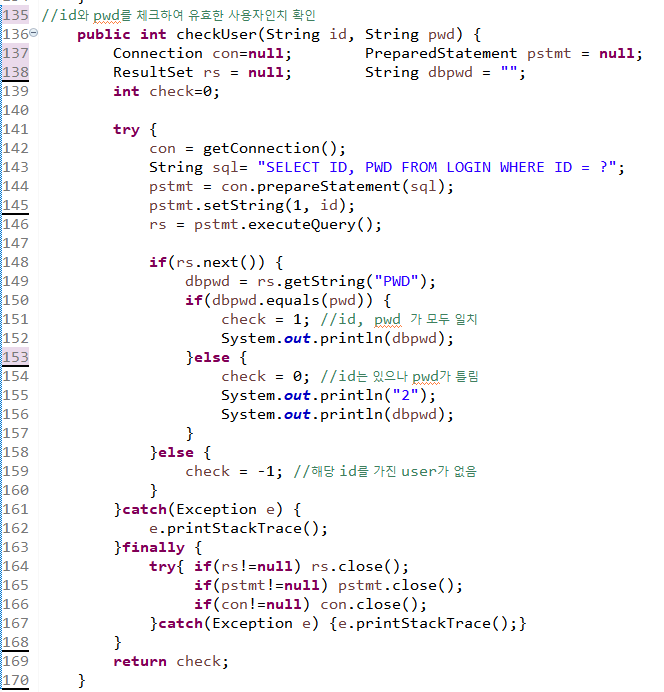 135 //id와 pwd를 체크하여 유효한 사용자인지 확인
136 public int checkUser(String id, String pwd) {
137 Connection con=null; PreparedStatement pstmt = null;
138 ResultSet rs = null; String dbpwd = "";
139 int check=0;
140
141 try {
142 con = getConnection();
143 String sql= "SELECT ID, PWD FROM LOGIN WHERE ID = ?";
144 pstmt = con.prepareStatement(sql);
145 pstmt.setString(1, id);
146 rs = pstmt.executeQuery();
147
148 if(rs.next()) {
149 dbpwd = rs.getString("PWD");
150 if(dbpwd.equals(pwd)) {
151 check = 1; //id, pwd 가 모두 일치
152 System.out.println(dbpwd);
153 }else {
154 check = 0; //id는 있으나 pwd가 틀림
155 System.out.println("2");
156 System.out.println(dbpwd);
157 }
158 }else {
159 check = -1; //해당 id를 가진 user가 없음
160 }
161 }catch(Exception e) {
162 e.printStackTrace();
163 }finally {
164 try{ if(rs!=null) rs.close();
165 if(pstmt!=null) pstmt.close();
166 if(con!=null) con.close();
167 }catch(Exception e) {e.printStackTrace();}
168 }
169 return check;
170 }